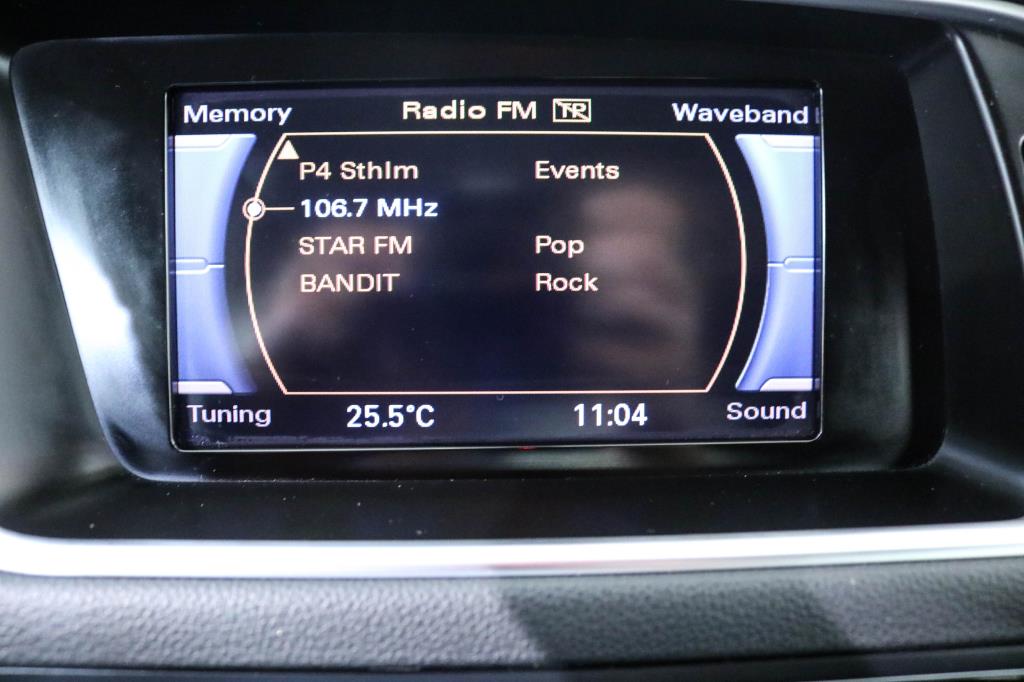 Memory Radio FM TP Waveband
P4 Sthlm Events
106.7 MHz
STAR FM Pop
BANDIT Rock
Tuning 25.5°C 11:04 Sound